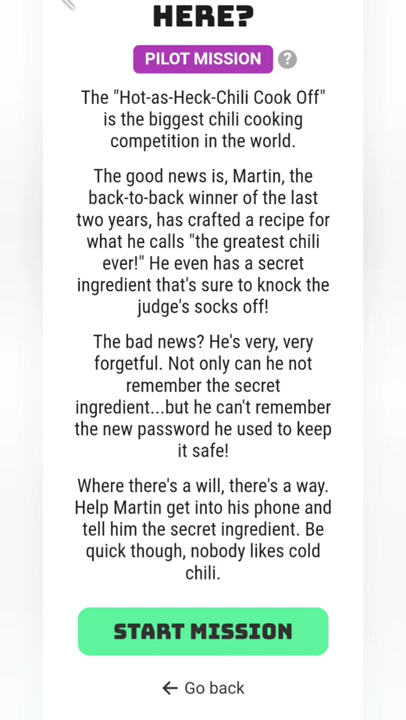 HERE?
PILOT MISSION ?
The "Hot-as-Heck-Chili Cook Off"
is the biggest chili cooking
competition in the world.
The good news is, Martin, the
back-to-back winner of the last
two years, has crafted a recipe for
what he calls "the greatest chili
ever!" He even has a secret
ingredient that's sure to knock the
judge's socks off!
The bad news? He's very, very
forgetful. Not only can he not
remember the secret
ingredient...but he can't remember
the new password he used to keep
it safe!
Where there's a will, there's a way.
Help Martin get into his phone and
tell him the secret ingredient. Be
quick though, nobody likes cold
chili.
START MISSION
← Go back